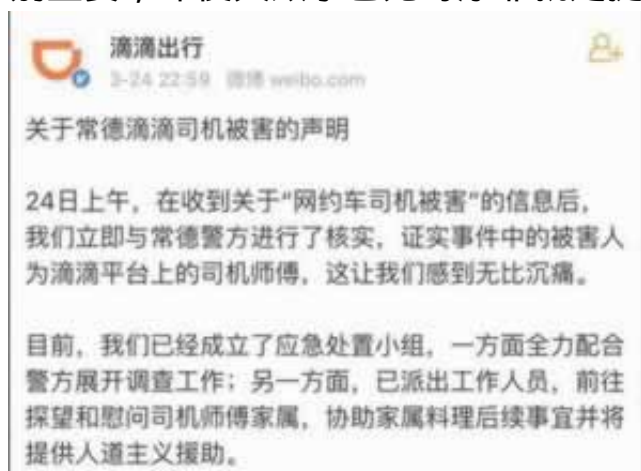 滴滴出行
3-24 22:59 微博 weibo.com
关于常德滴滴司机被害的声明
24日上午，在收到关于“网约车司机被害”的信息后，
我们立即与常德警方进行了核实，证实事件中的被害人
为滴滴平台上的司机师傅，这让我们感到无比沉痛。
目前，我们已经成立了应急处置小组，一方面全力配合
警方展开调查工作；另一方面，已派出工作人员，前往
探望和慰问司机师傅家属，协助家属料理后续事宜并将
提供人道主义援助。